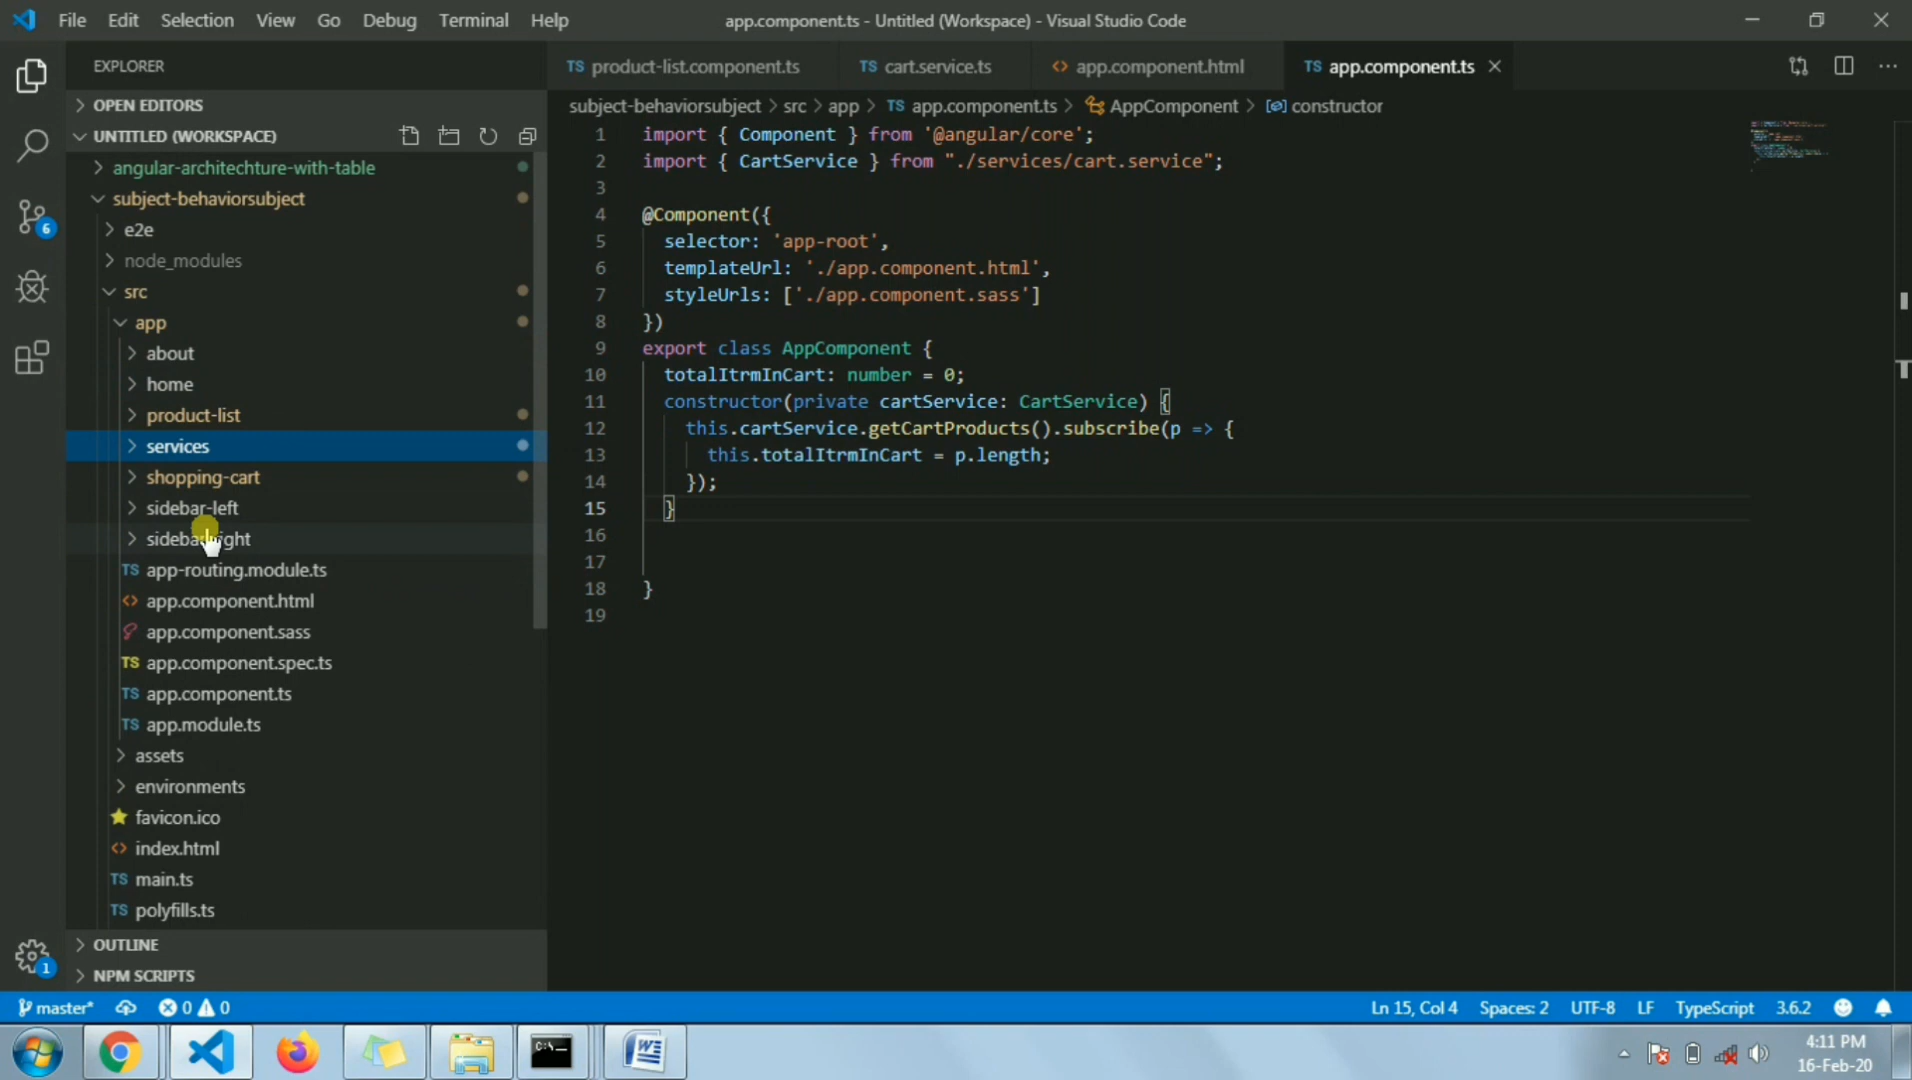 File Edit Selection View Go Debug Terminal Help
app.component.ts - Untitled (Workspace) - Visual Studio Code
EXPLORER
OPEN EDITORS
UNTITLED (WORKSPACE)
angular-architechture-with-table
subject-behaviorsubject
e2e
node_modules
src
app
about
home
product-list
services
shopping-cart
sidebar-left
sidebar-right
TS app-routing.module.ts
<> app.component.html
app.component.sass
TS app.component.spec.ts
TS app.component.ts
TS app.module.ts
assets
environments
favicon.ico
<> index.html
TS main.ts
TS polyfills.ts
OUTLINE
NPM SCRIPTS
6
1
TS product-list.component.ts
TS cart.service.ts
<> app.component.html
TS app.component.ts
subject-behaviorsubject > src > app > TS app.component.ts > AppComponent > constructor
1 import { Component } from '@angular/core';
2 import { CartService } from "./services/cart.service";
3
4 @Component({
5 selector: 'app-root',
6 templateUrl: './app.component.html',
7 styleUrls: ['./app.component.sass']
8 })
9 export class AppComponent {
10 totalItrmInCart: number = 0;
11 constructor(private cartService: CartService) {
12 this.cartService.getCartProducts().subscribe(p => {
13 this.totalItrmInCart = p.length;
14 });
15 }
16
17
18 }
19
master* 0 0
Ln 15, Col 4 Spaces: 2 UTF-8 LF TypeScript 3.6.2
C:\_
W
4:11 PM
16-Feb-20